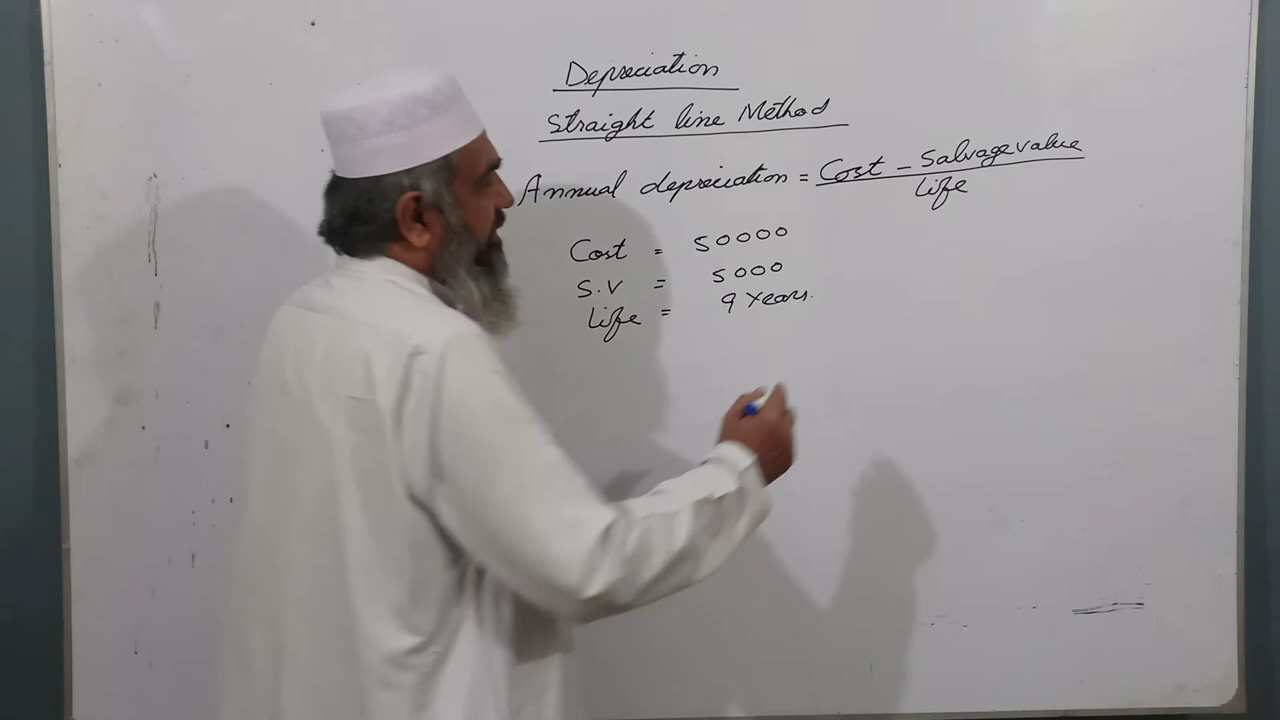 Depreciation
Straight line Method
Annual depreciation = Cost - Salvage value
Life
Cost = 50000
S.V = 5000
Life = 9 Years.